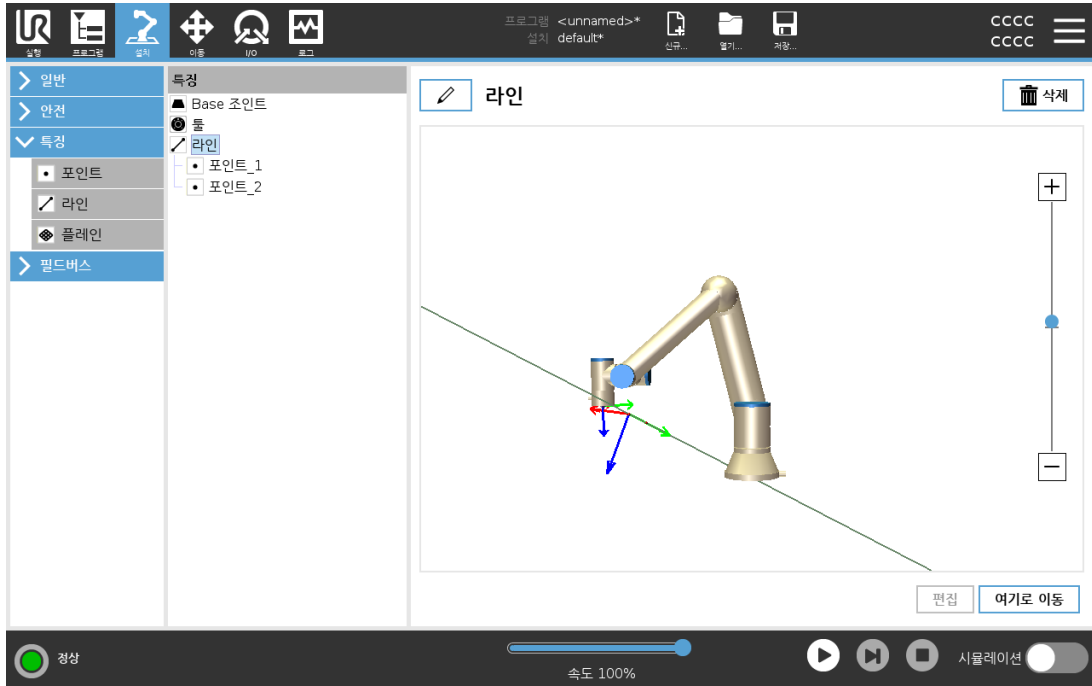 UR
실행
프로그램
설치
이동
I/O
로그
프로그램 <unnamed>*
설치 default*
신규...
열기...
저장...
cccc
cccc
일반
안전
특징
포인트
라인
플레인
필드버스
특징
Base 조인트
툴
라인
포인트_1
포인트_2
라인
삭제
편집
여기로 이동
정상
속도 100%
시뮬레이션